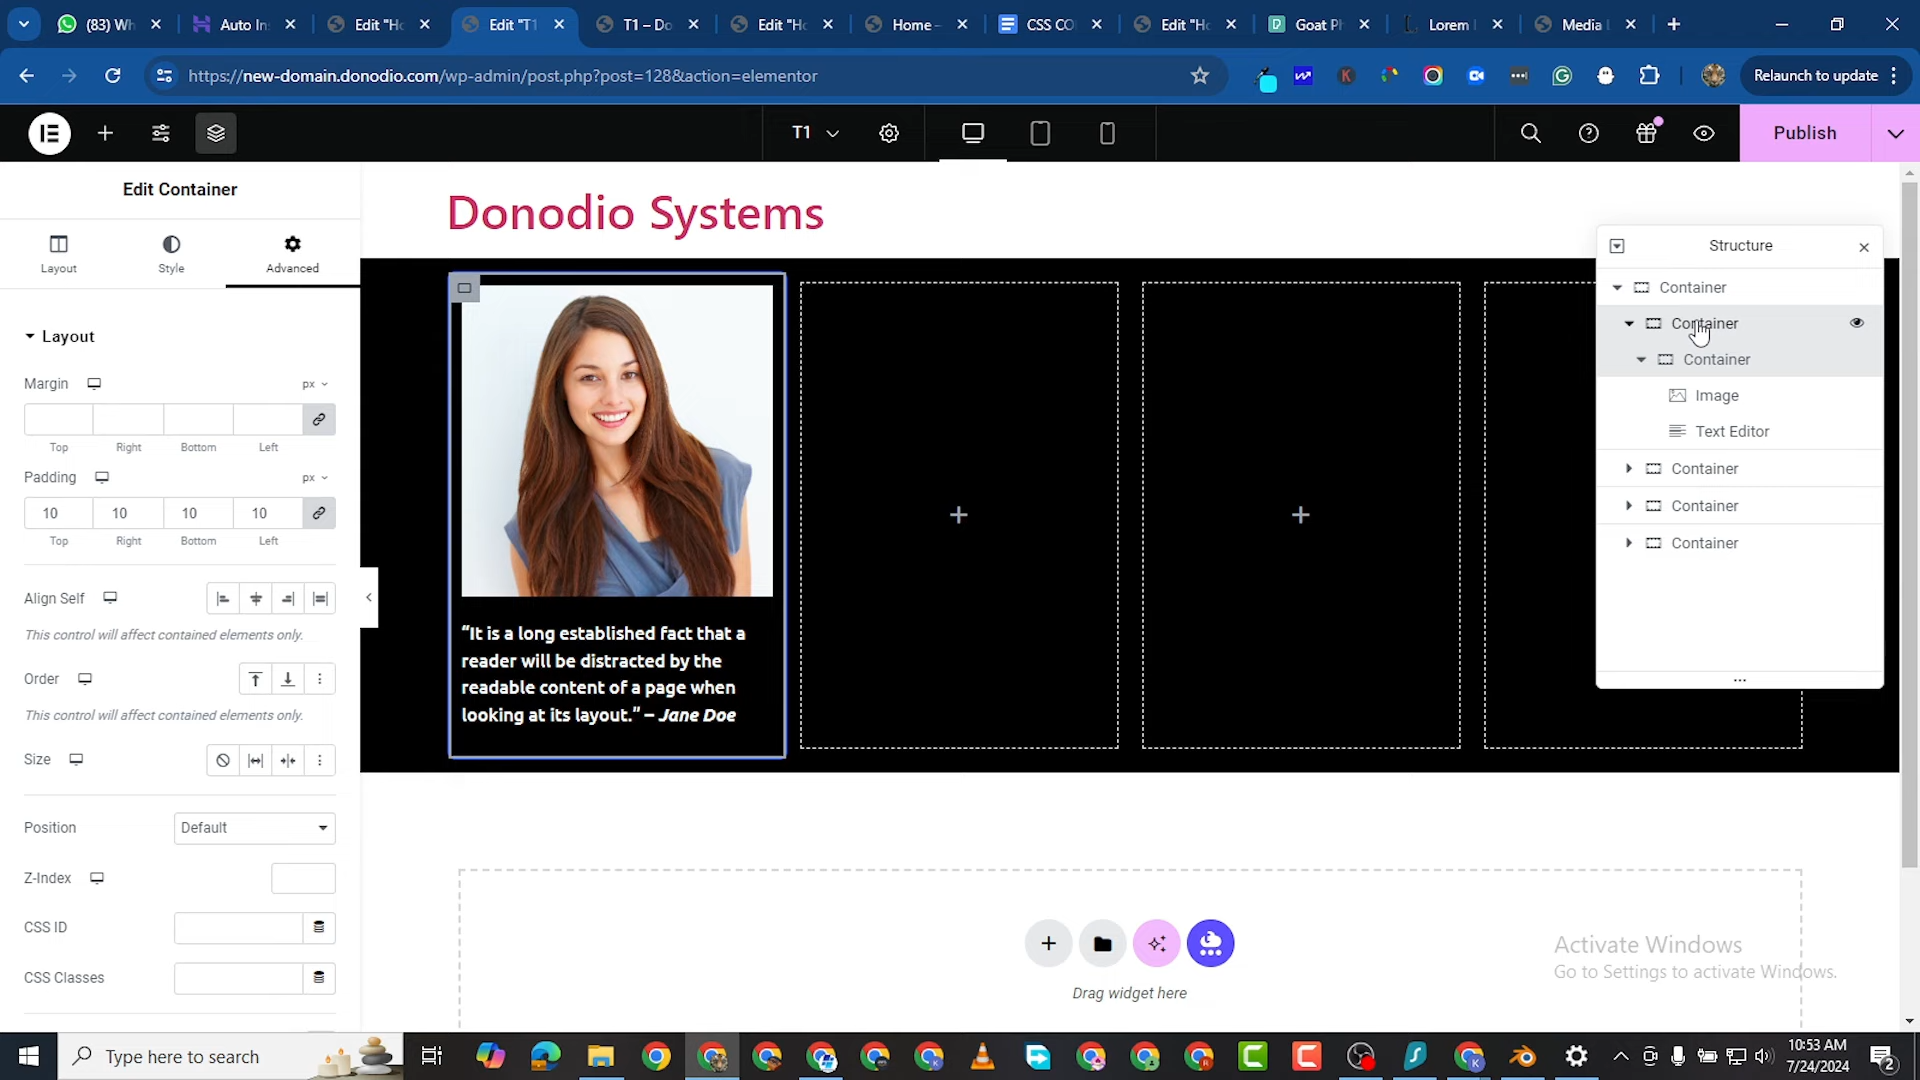 (83) Wh
Auto In
Edit "Ho
Edit "T1
T1 – Do
Edit "Ho
Home –
CSS CO
Edit "Ho
Goat Ph
Lorem I
Media
https://new-domain.donodio.com/wp-admin/post.php?post=128&action=elementor
Relaunch to update
T1
Publish
Edit Container
Layout
Style
Advanced
Donodio Systems
Structure
Container
Container
Container
Image
Text Editor
Container
Container
Container
Layout
Margin
px
Top
Right
Bottom
Left
Padding
px
10
10
10
10
Top
Right
Bottom
Left
Align Self
This control will affect contained elements only.
Order
This control will affect contained elements only.
Size
Position
Default
Z-Index
CSS ID
CSS Classes
“It is a long established fact that a
reader will be distracted by the
readable content of a page when
looking at its layout.” – Jane Doe
Drag widget here
Activate Windows
Go to Settings to activate Windows.
Type here to search
10:53 AM
7/24/2024
2